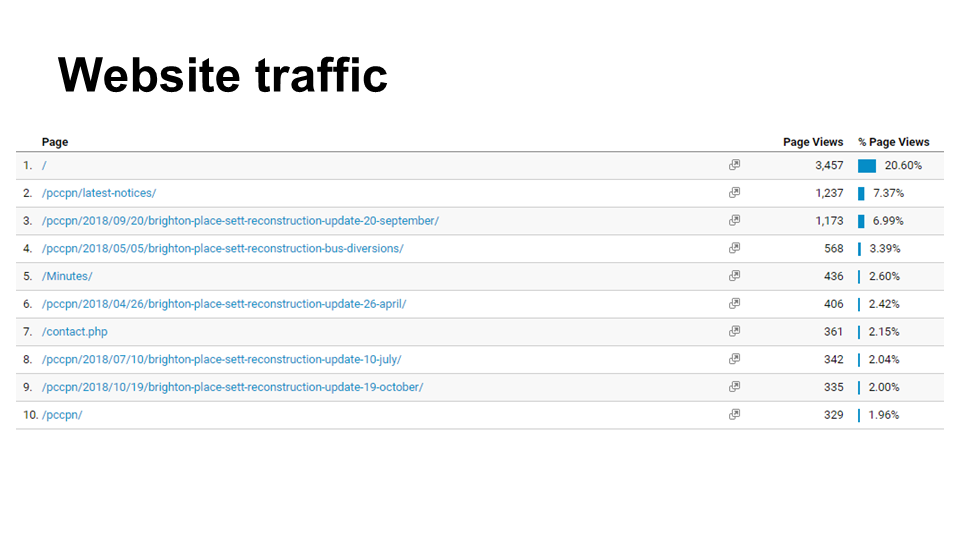 Website traffic
Page Page Views % Page Views
1. / 3,457 20.60%
2. /pccpn/latest-notices/ 1,237 7.37%
3. /pccpn/2018/09/20/brighton-place-sett-reconstruction-update-20-september/ 1,173 6.99%
4. /pccpn/2018/05/05/brighton-place-sett-reconstruction-bus-diversions/ 568 3.39%
5. /Minutes/ 436 2.60%
6. /pccpn/2018/04/26/brighton-place-sett-reconstruction-update-26-april/ 406 2.42%
7. /contact.php 361 2.15%
8. /pccpn/2018/07/10/brighton-place-sett-reconstruction-update-10-july/ 342 2.04%
9. /pccpn/2018/10/19/brighton-place-sett-reconstruction-update-19-october/ 335 2.00%
10. /pccpn/ 329 1.96%